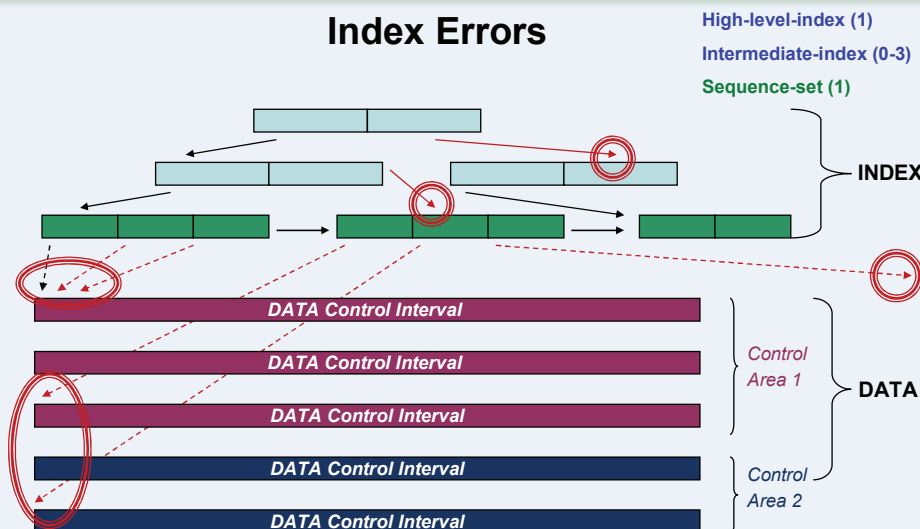 Index Errors
High-level-index (1)
Intermediate-index (0-3)
Sequence-set (1)
INDEX
DATA Control Interval
DATA Control Interval
DATA Control Interval
Control
Area 1
DATA
DATA Control Interval
DATA Control Interval
Control
Area 2